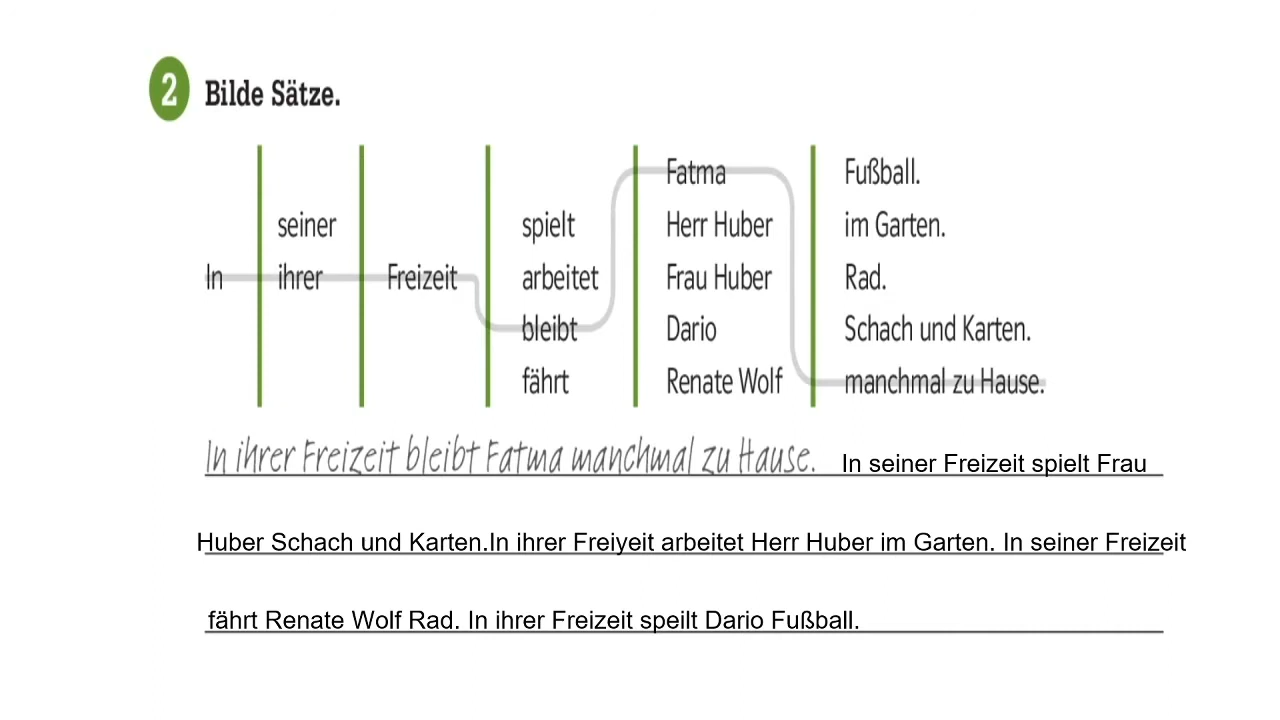 2 Bilde Sätze.
Fatma Fußball.
seiner spielt Herr Huber im Garten.
In ihrer Freizeit arbeitet Frau Huber Rad.
bleibt Dario Schach und Karten.
fährt Renate Wolf manchmal zu Hause.
In ihrer Freizeit bleibt Fatma manchmal zu Hause. In seiner Freizeit spielt Frau
Huber Schach und Karten.In ihrer Freiyeit arbeitet Herr Huber im Garten. In seiner Freizeit
fährt Renate Wolf Rad. In ihrer Freizeit speilt Dario Fußball.